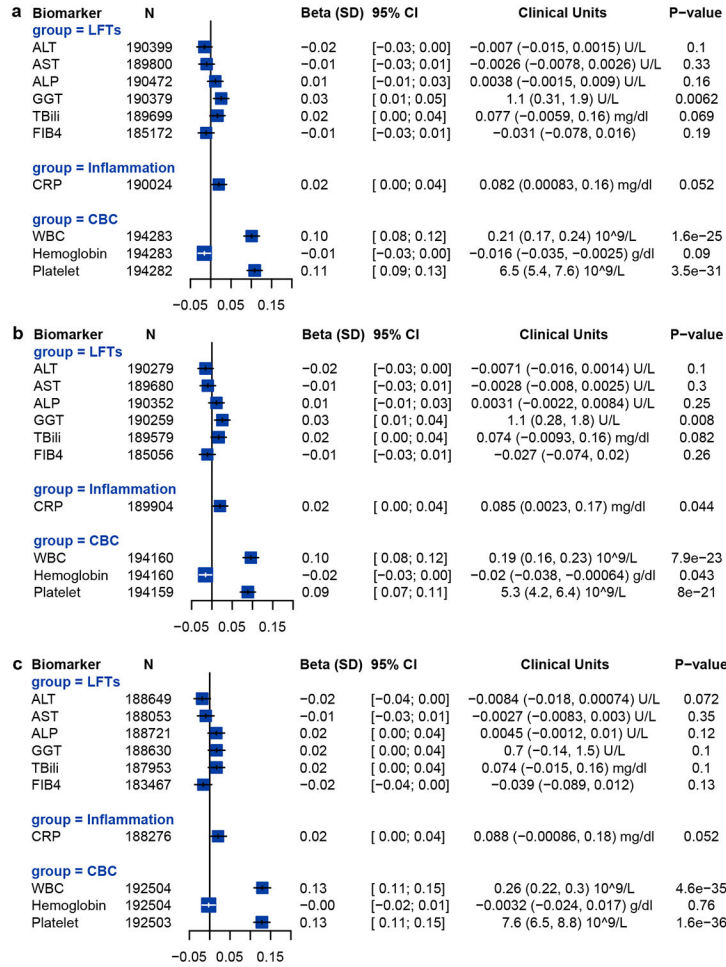 a Biomarker N Beta (SD) 95% CI Clinical Units P−value
group = LFTs
ALT 190399 −0.02 [−0.03; 0.00] −0.007 (−0.015, 0.0015) U/L 0.1
AST 189800 −0.01 [−0.03; 0.01] −0.0026 (−0.0078, 0.0026) U/L 0.33
ALP 190472 0.01 [−0.01; 0.03] 0.0038 (−0.0015, 0.009) U/L 0.16
GGT 190379 0.03 [ 0.01; 0.05] 1.1 (0.31, 1.9) U/L 0.0062
TBili 189699 0.02 [ 0.00; 0.04] 0.077 (−0.0059, 0.16) mg/dl 0.069
FIB4 185172 −0.01 [−0.03; 0.01] −0.031 (−0.078, 0.016) 0.19
group = Inflammation
CRP 190024 0.02 [ 0.00; 0.04] 0.082 (0.00083, 0.16) mg/dl 0.052
group = CBC
WBC 194283 0.10 [ 0.08; 0.12] 0.21 (0.17, 0.24) 10^9/L 1.6e−25
Hemoglobin 194283 −0.01 [−0.03; 0.00] −0.016 (−0.035, −0.0025) g/dl 0.09
Platelet 194282 0.11 [ 0.09; 0.13] 6.5 (5.4, 7.6) 10^9/L 3.5e−31
−0.05 0.05 0.15
b Biomarker N Beta (SD) 95% CI Clinical Units P−value
group = LFTs
ALT 190279 −0.02 [−0.03; 0.00] −0.0071 (−0.016, 0.0014) U/L 0.1
AST 189680 −0.01 [−0.03; 0.01] −0.0028 (−0.008, 0.0025) U/L 0.3
ALP 190352 0.01 [−0.01; 0.03] 0.0031 (−0.0022, 0.0084) U/L 0.25
GGT 190259 0.03 [ 0.01; 0.04] 1.1 (0.28, 1.8) U/L 0.008
TBili 189579 0.02 [ 0.00; 0.04] 0.074 (−0.0093, 0.16) mg/dl 0.082
FIB4 185056 −0.01 [−0.03; 0.01] −0.027 (−0.074, 0.02) 0.26
group = Inflammation
CRP 189904 0.02 [ 0.00; 0.04] 0.085 (0.0023, 0.17) mg/dl 0.044
group = CBC
WBC 194160 0.10 [ 0.08; 0.12] 0.19 (0.16, 0.23) 10^9/L 7.9e−23
Hemoglobin 194160 −0.02 [−0.03; 0.00] −0.02 (−0.038, −0.00064) g/dl 0.043
Platelet 194159 0.09 [ 0.07; 0.11] 5.3 (4.2, 6.4) 10^9/L 8e−21
−0.05 0.05 0.15
c Biomarker N Beta (SD) 95% CI Clinical Units P−value
group = LFTs
ALT 188649 −0.02 [−0.04; 0.00] −0.0084 (−0.018, 0.00074) U/L 0.072
AST 188053 −0.01 [−0.03; 0.01] −0.0027 (−0.0083, 0.003) U/L 0.35
ALP 188721 0.02 [ 0.00; 0.04] 0.0045 (−0.0012, 0.01) U/L 0.12
GGT 188630 0.02 [ 0.00; 0.04] 0.7 (−0.14, 1.5) U/L 0.1
TBili 187953 0.02 [ 0.00; 0.04] 0.074 (−0.015, 0.16) mg/dl 0.1
FIB4 183467 −0.02 [−0.04; 0.00] −0.039 (−0.089, 0.012) 0.13
group = Inflammation
CRP 188276 0.02 [ 0.00; 0.04] 0.088 (−0.00086, 0.18) mg/dl 0.052
group = CBC
WBC 192504 0.13 [ 0.11; 0.15] 0.26 (0.22, 0.3) 10^9/L 4.6e−35
Hemoglobin 192504 −0.00 [−0.02; 0.01] −0.0032 (−0.024, 0.017) g/dl 0.76
Platelet 192503 0.13 [ 0.11; 0.15] 7.6 (6.5, 8.8) 10^9/L 1.6e−36
−0.05 0.05 0.15